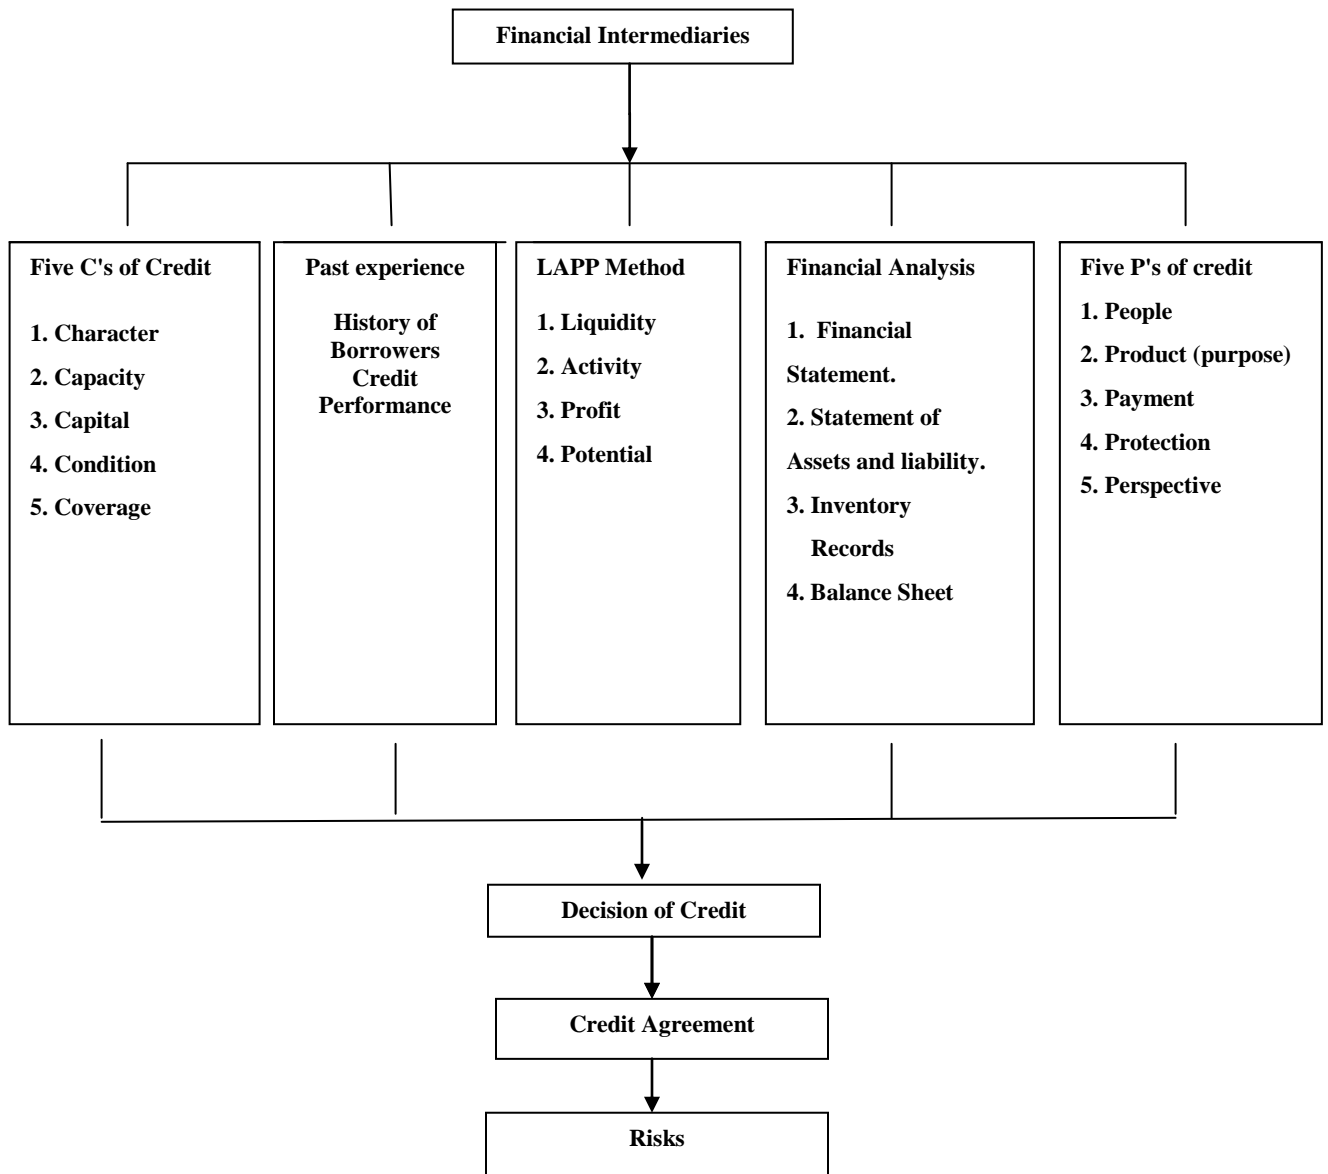 Financial Intermediaries
Five C's of Credit
1. Character
2. Capacity
3. Capital
4. Condition
5. Coverage
Past experience
History of
Borrowers
Credit
Performance
LAPP Method
1. Liquidity
2. Activity
3. Profit
4. Potential
Financial Analysis
1. Financial
Statement.
2. Statement of
Assets and liability.
3. Inventory
Records
4. Balance Sheet
Five P's of credit
1. People
2. Product (purpose)
3. Payment
4. Protection
5. Perspective
Decision of Credit
Credit Agreement
Risks